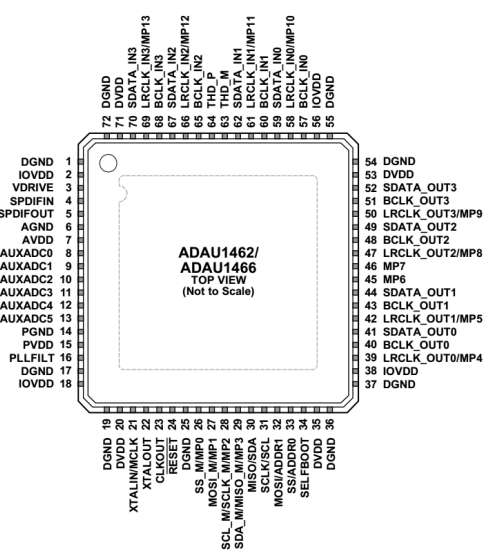 72 DGND
71 DVDD
70 SDATA_IN3
69 LRCLK_IN3/MP13
68 BCLK_IN3
67 SDATA_IN2
66 LRCLK_IN2/MP12
65 BCLK_IN2
64 THD_P
63 THD_M
62 SDATA_IN1
61 LRCLK_IN1/MP11
60 BCLK_IN1
59 SDATA_IN0
58 LRCLK_IN0/MP10
57 BCLK_IN0
56 IOVDD
55 DGND
DGND 1
IOVDD 2
VDRIVE 3
SPDIFIN 4
SPDIFOUT 5
AGND 6
AVDD 7
AUXADC0 8
AUXADC1 9
AUXADC2 10
AUXADC3 11
AUXADC4 12
AUXADC5 13
PGND 14
PVDD 15
PLLFILT 16
DGND 17
IOVDD 18
ADAU1462/
ADAU1466
TOP VIEW
(Not to Scale)
54 DGND
53 DVDD
52 SDATA_OUT3
51 BCLK_OUT3
50 LRCLK_OUT3/MP9
49 SDATA_OUT2
48 BCLK_OUT2
47 LRCLK_OUT2/MP8
46 MP7
45 MP6
44 SDATA_OUT1
43 BCLK_OUT1
42 LRCLK_OUT1/MP5
41 SDATA_OUT0
40 BCLK_OUT0
39 LRCLK_OUT0/MP4
38 IOVDD
37 DGND
DGND 19
DVDD 20
XTALIN/MCLK 21
XTALOUT 22
CLKOUT 23
RESET 24
DGND 25
SS_M/MP0 26
MOSI_M/MP1 27
SCL_M/SCLK_M/MP2 28
SDA_M/MISO_M/MP3 29
MISO/SDA 30
SCLK/SCL 31
MOSI/ADDR1 32
SS/ADDR0 33
SELFBOOT 34
DVDD 35
DGND 36